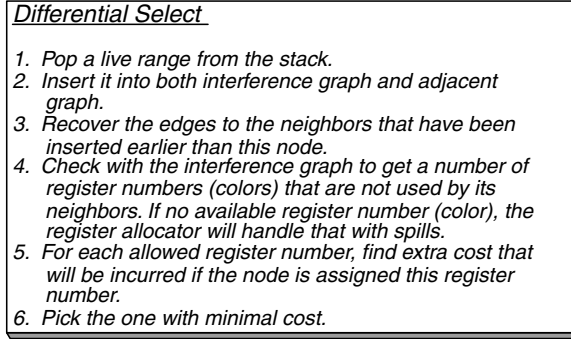 Differential Select
1. Pop a live range from the stack.
2. Insert it into both interference graph and adjacent
graph.
3. Recover the edges to the neighbors that have been
inserted earlier than this node.
4. Check with the interference graph to get a number of
register numbers (colors) that are not used by its
neighbors. If no available register number (color), the
register allocator will handle that with spills.
5. For each allowed register number, find extra cost that
will be incurred if the node is assigned this register
number.
6. Pick the one with minimal cost.